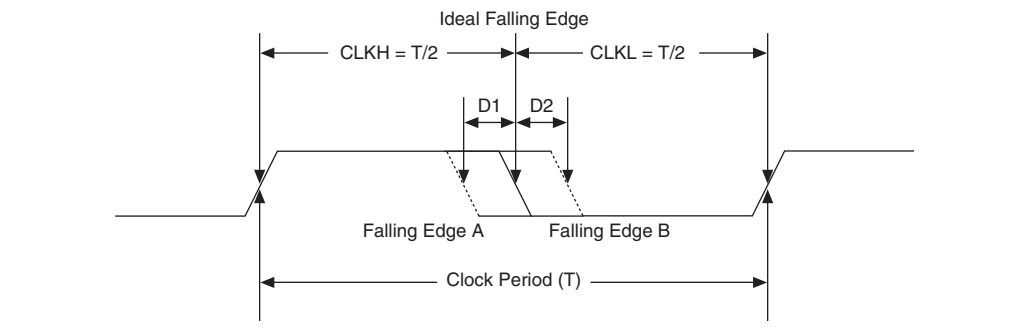 Ideal Falling Edge
CLKH = T/2
CLKL = T/2
D1
D2
Falling Edge A
Falling Edge B
Clock Period (T)